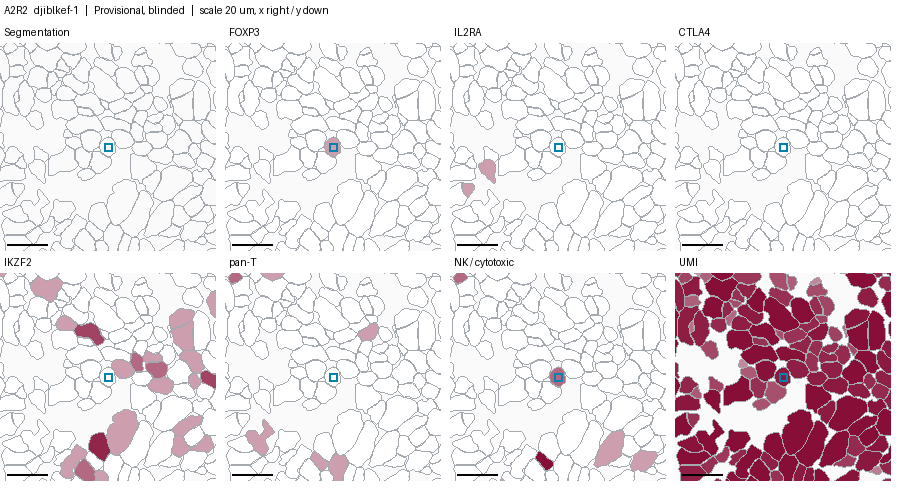 A2R2 djiblkef-1 | Provisional, blinded | scale 20 um, x right / y down
Segmentation FOXP3 IL2RA CTLA4
IKZF2 pan-T NK / cytotoxic UMI